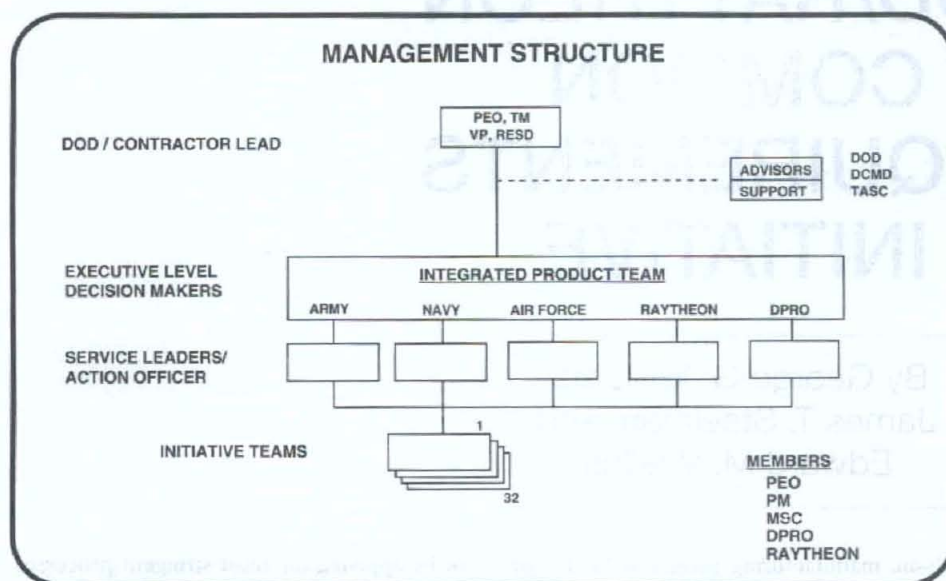 MANAGEMENT STRUCTURE
DOD / CONTRACTOR LEAD
PEO, TM
VP, RESD
ADVISORS
SUPPORT
DOD
DCMD
TASC
EXECUTIVE LEVEL
DECISION MAKERS
INTEGRATED PRODUCT TEAM
ARMY NAVY AIR FORCE RAYTHEON DPRO
SERVICE LEADERS/
ACTION OFFICER
INITIATIVE TEAMS
1
32
MEMBERS
PEO
PM
MSC
DPRO
RAYTHEON